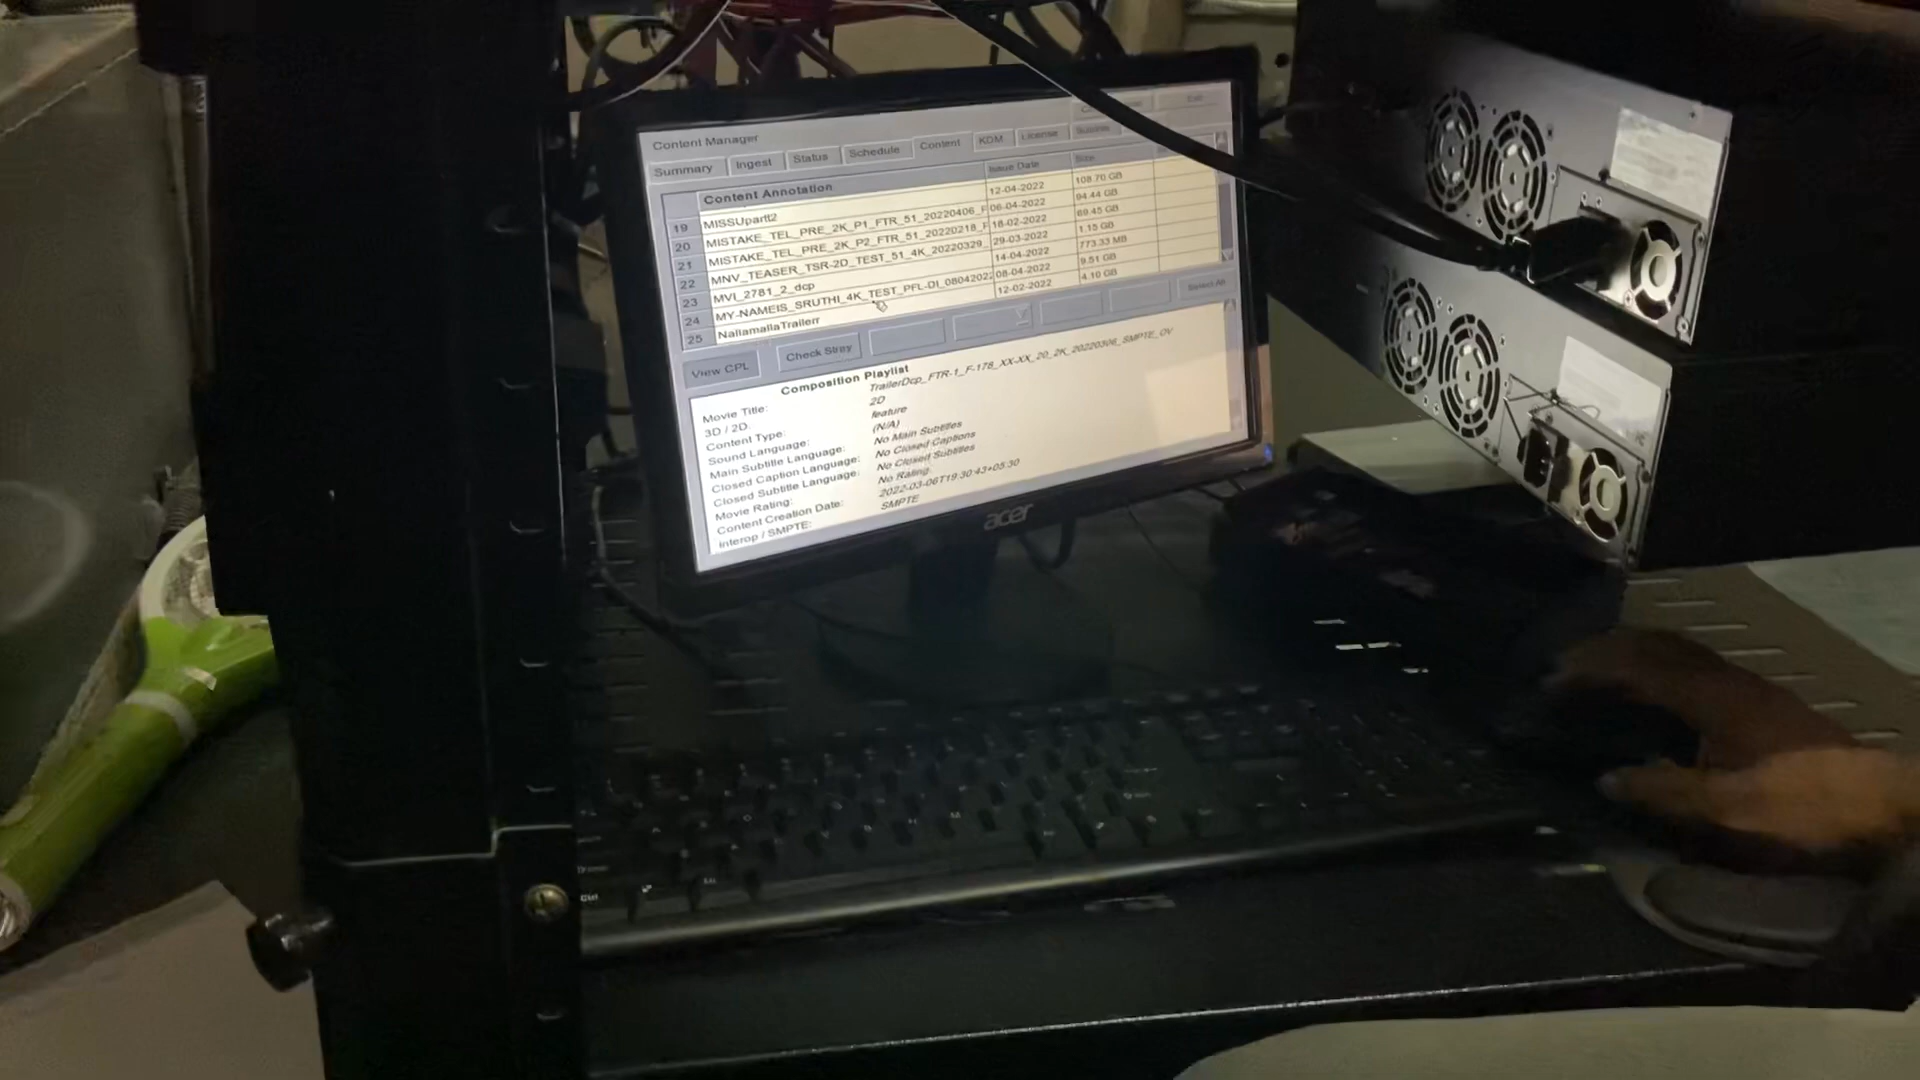 Content Manager
Exit
Summary Ingest Status Schedule Content KDM License
Content Annotation Issue Date Size
12-04-2022 108.70 GB
19 MISSUpartt2 06-04-2022 94.44 GB
20 MISTAKE_TEL_PRE_2K_P1_FTR_51_20220406_F 18-02-2022 69.45 GB
21 MISTAKE_TEL_PRE_2K_P2_FTR_51_20220218_F 29-03-2022 1.15 GB
22 MNV_TEASER_TSR-2D_TEST_51_4K_20220329_ 14-04-2022 773.33 MB
23 MVI_2781_2_dcp 08-04-2022 9.51 GB
24 MY-NAMEIS_SRUTHI_4K_TEST_PFL-DI_08042022 12-02-2022 4.10 GB
25 NallamallaTrailerr
View CPL Check Stray Select All
Composition Playlist
Movie Title: TrailerDcp_FTR-1_F-178_XX-XX_20_2K_20220306_SMPTE_OV
3D / 2D: 2D
Content Type: feature
Sound Language: (N/A)
Main Subtitle Language: No Main Subtitles
Closed Caption Language: No Closed Captions
Closed Subtitle Language: No Closed Subtitles
Movie Rating: No Rating
Content Creation Date: 2022-03-06T19:30:43+05:30
Interop / SMPTE: SMPTE
acer